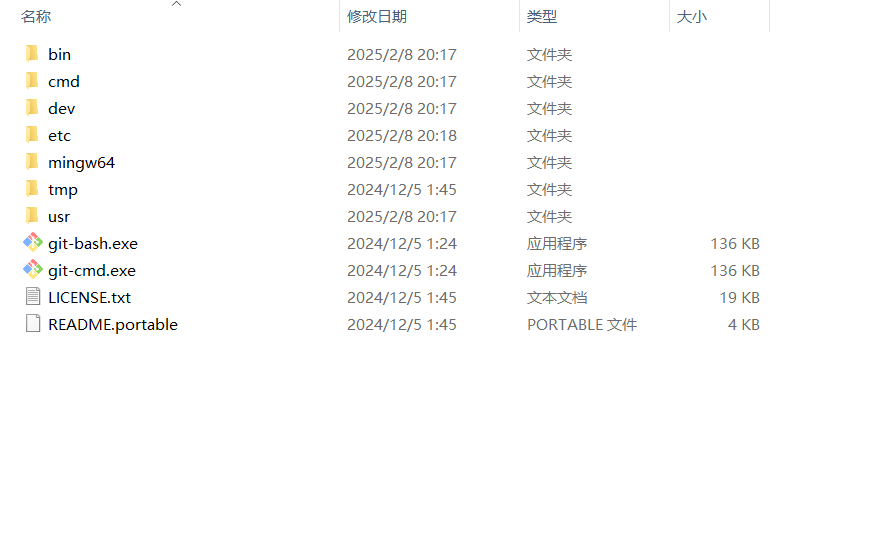 名称 修改日期 类型 大小
bin 2025/2/8 20:17 文件夹
cmd 2025/2/8 20:17 文件夹
dev 2025/2/8 20:17 文件夹
etc 2025/2/8 20:18 文件夹
mingw64 2025/2/8 20:17 文件夹
tmp 2024/12/5 1:45 文件夹
usr 2025/2/8 20:17 文件夹
git-bash.exe 2024/12/5 1:24 应用程序 136 KB
git-cmd.exe 2024/12/5 1:24 应用程序 136 KB
LICENSE.txt 2024/12/5 1:45 文本文档 19 KB
README.portable 2024/12/5 1:45 PORTABLE 文件 4 KB